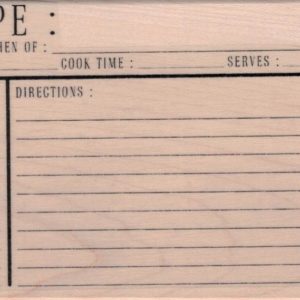 PE :
HEN OF :
COOK TIME : SERVES :
DIRECTIONS :